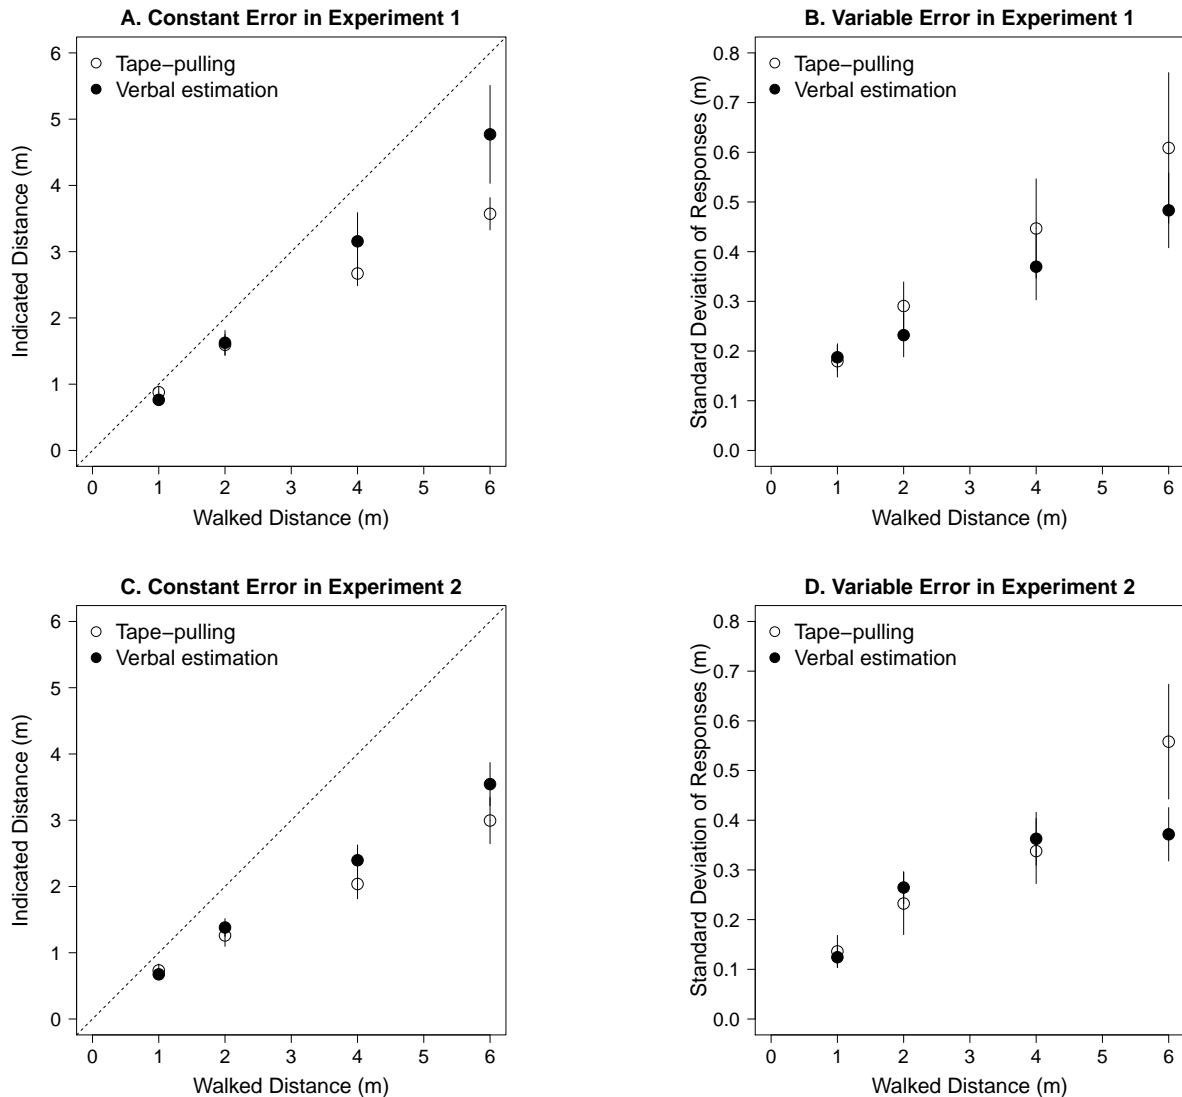 A. Constant Error in Experiment 1
Tape−pulling
Verbal estimation
Indicated Distance (m)
6
5
4
3
2
1
0
0 1 2 3 4 5 6
Walked Distance (m)
B. Variable Error in Experiment 1
Tape−pulling
Verbal estimation
Standard Deviation of Responses (m)
0.8
0.7
0.6
0.5
0.4
0.3
0.2
0.1
0.0
0 1 2 3 4 5 6
Walked Distance (m)
C. Constant Error in Experiment 2
Tape−pulling
Verbal estimation
Indicated Distance (m)
6
5
4
3
2
1
0
0 1 2 3 4 5 6
Walked Distance (m)
D. Variable Error in Experiment 2
Tape−pulling
Verbal estimation
Standard Deviation of Responses (m)
0.8
0.7
0.6
0.5
0.4
0.3
0.2
0.1
0.0
0 1 2 3 4 5 6
Walked Distance (m)